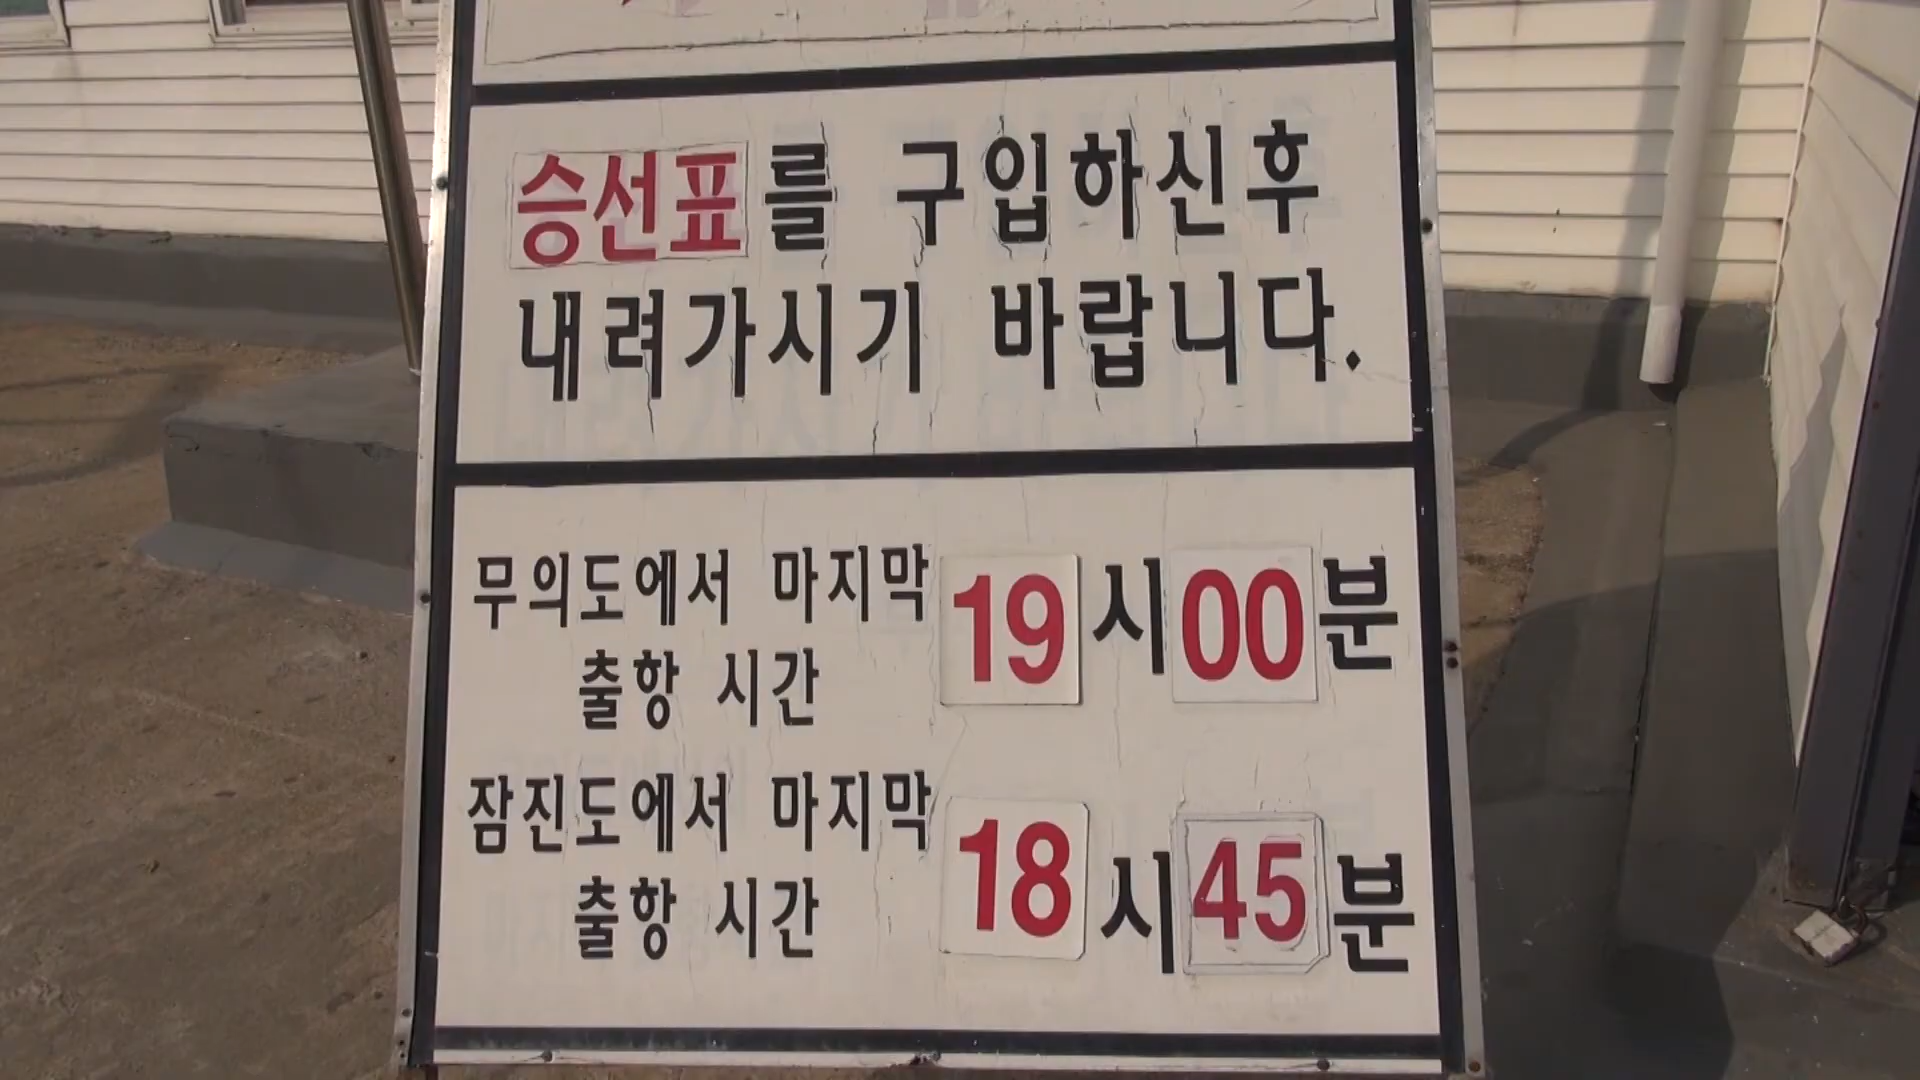 승선표를 구입하신후
내려가시기 바랍니다.
무의도에서 마지막 19시00분
출항 시간
잠진도에서 마지막 18시45분
출항 시간